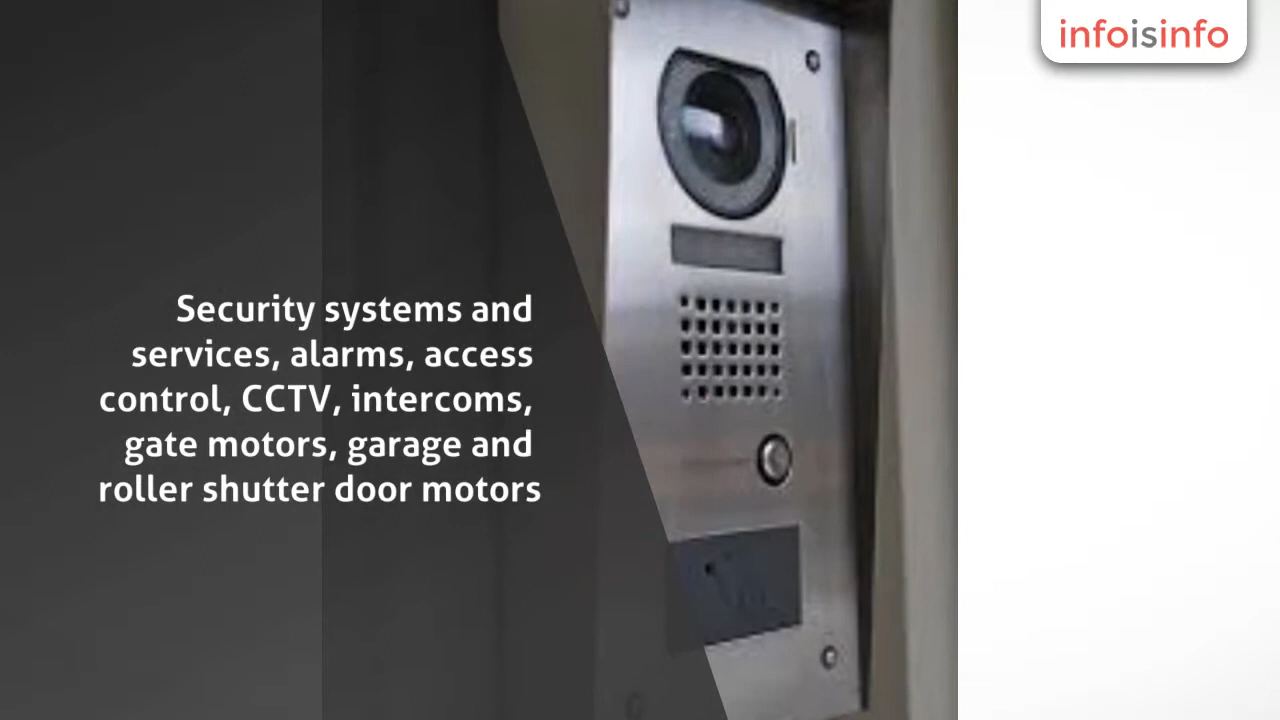 infoisinfo
Security systems and
services, alarms, access
control, CCTV, intercoms,
gate motors, garage and
roller shutter door motors